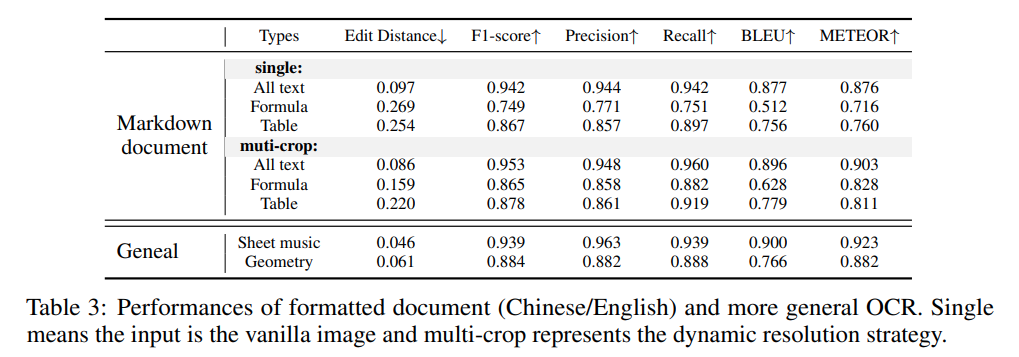 Types Edit Distance↓ F1-score↑ Precision↑ Recall↑ BLEU↑ METEOR↑
single:
All text 0.097 0.942 0.944 0.942 0.877 0.876
Formula 0.269 0.749 0.771 0.751 0.512 0.716
Table 0.254 0.867 0.857 0.897 0.756 0.760
Markdown
document
muti-crop:
All text 0.086 0.953 0.948 0.960 0.896 0.903
Formula 0.159 0.865 0.858 0.882 0.628 0.828
Table 0.220 0.878 0.861 0.919 0.779 0.811
Geneal
Sheet music 0.046 0.939 0.963 0.939 0.900 0.923
Geometry 0.061 0.884 0.882 0.888 0.766 0.882
Table 3: Performances of formatted document (Chinese/English) and more general OCR. Single
means the input is the vanilla image and multi-crop represents the dynamic resolution strategy.